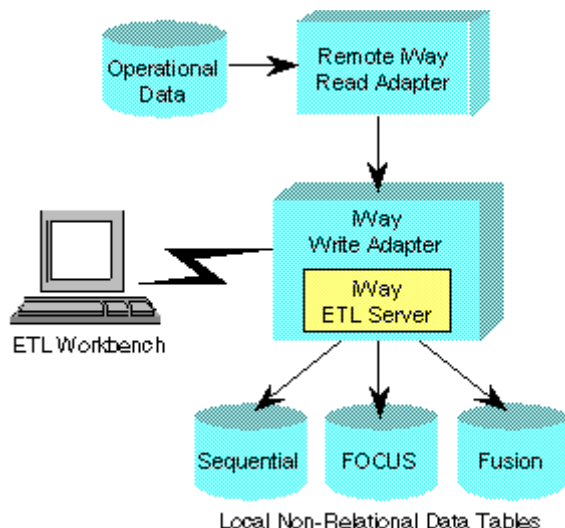 Operational
Data
Remote iWay
Read Adapter
iWay
Write Adapter
iWay
ETL Server
ETL Workbench
Sequential
FOCUS
Fusion
Local Non-Relational Data Tables